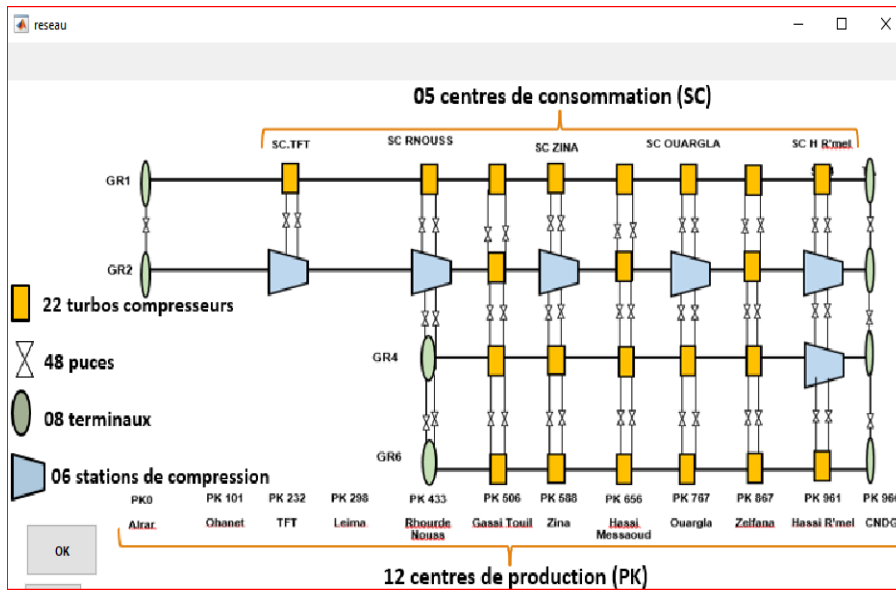 reseau
05 centres de consommation (SC)
SC.TFT
SC RNOUSS
SC ZINA
SC OUARGLA
SC H R'mel
GR1
GR2
22 turbos compresseurs
48 puces
GR4
08 terminaux
GR6
06 stations de compression
PK0 PK 101 PK 232 PK 298 PK 433 PK 506 PK 588 PK 656 PK 767 PK 867 PK 961 PK 966
Alrar Ohanet TFT Leima Rhourde Gassi Touil Zina Hassi Ouargla Zelfana Hassi R'mel CNDG
Nouss Messaoud
OK
12 centres de production (PK)